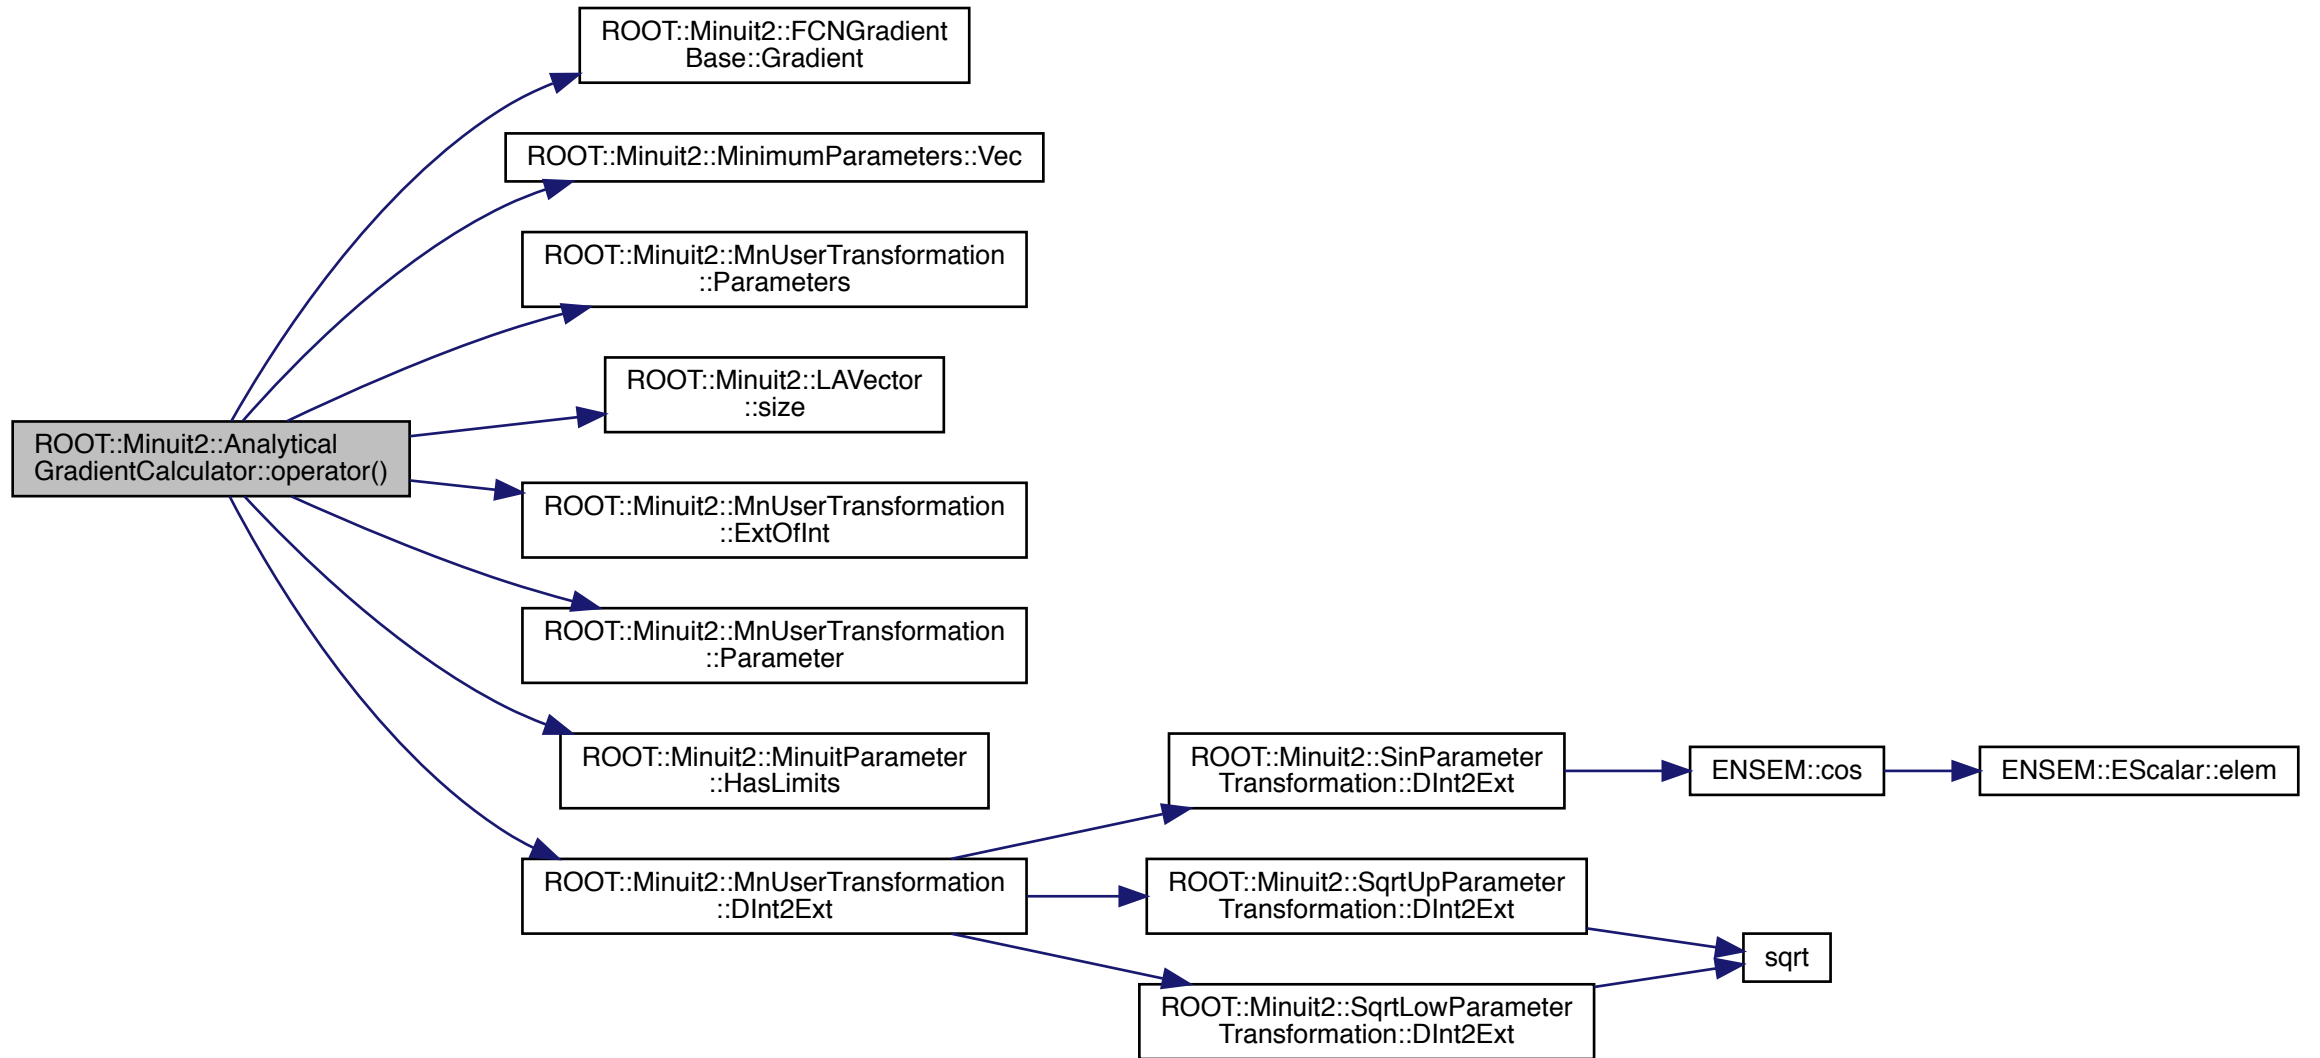 ROOT::Minuit2::FCNGradient
Base::Gradient
ROOT::Minuit2::MinimumParameters::Vec
ROOT::Minuit2::MnUserTransformation
::Parameters
ROOT::Minuit2::LAVector
::size
ROOT::Minuit2::Analytical
GradientCalculator::operator()
ROOT::Minuit2::MnUserTransformation
::ExtOfInt
ROOT::Minuit2::MnUserTransformation
::Parameter
ROOT::Minuit2::MinuitParameter
::HasLimits
ROOT::Minuit2::SinParameter
Transformation::DInt2Ext
ENSEM::cos
ENSEM::EScalar::elem
ROOT::Minuit2::MnUserTransformation
::DInt2Ext
ROOT::Minuit2::SqrtUpParameter
Transformation::DInt2Ext
sqrt
ROOT::Minuit2::SqrtLowParameter
Transformation::DInt2Ext